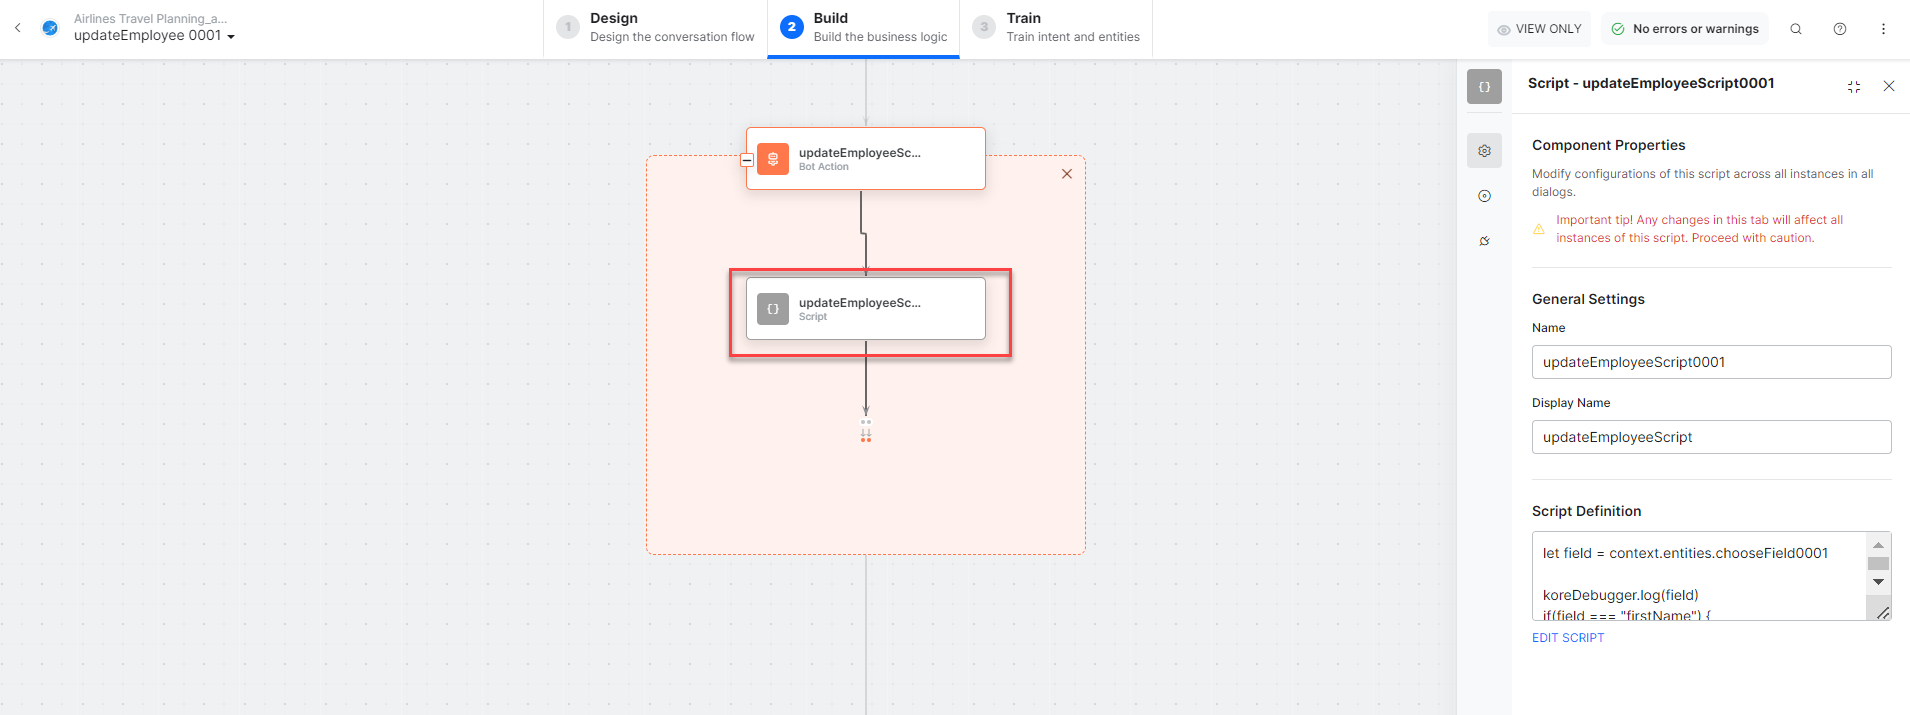 Airlines Travel Planning_a...
updateEmployee 0001
1
Design
Design the conversation flow
2
Build
Build the business logic
3
Train
Train intent and entities
VIEW ONLY
No errors or warnings
updateEmployeeSc...
Bot Action
{}
updateEmployeeSc...
Script
{}
Script - updateEmployeeScript0001
Component Properties
Modify configurations of this script across all instances in all
dialogs.
Important tip! Any changes in this tab will affect all
instances of this script. Proceed with caution.
General Settings
Name
updateEmployeeScript0001
Display Name
updateEmployeeScript
Script Definition
let field = context.entities.chooseField0001
koreDebugger.log(field)
if(field === "firstName") {
EDIT SCRIPT